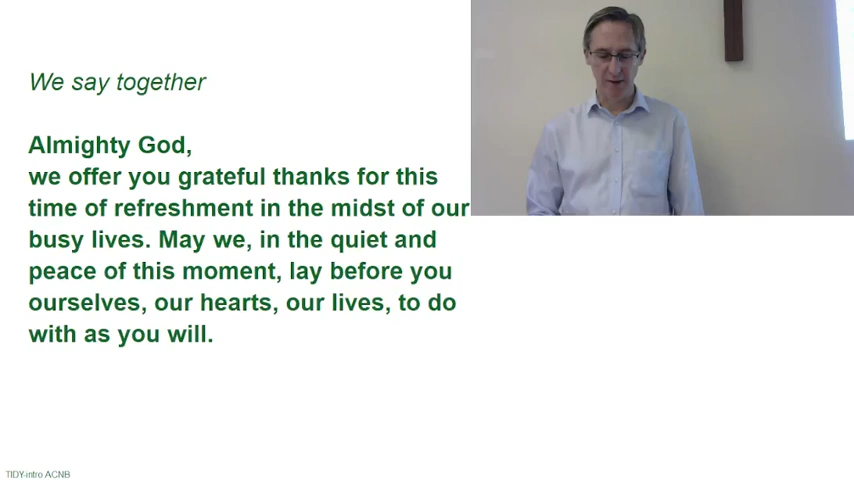 We say together
Almighty God,
we offer you grateful thanks for this
time of refreshment in the midst of our
busy lives. May we, in the quiet and
peace of this moment, lay before you
ourselves, our hearts, our lives, to do
with as you will.
TIDY-intro ACNB